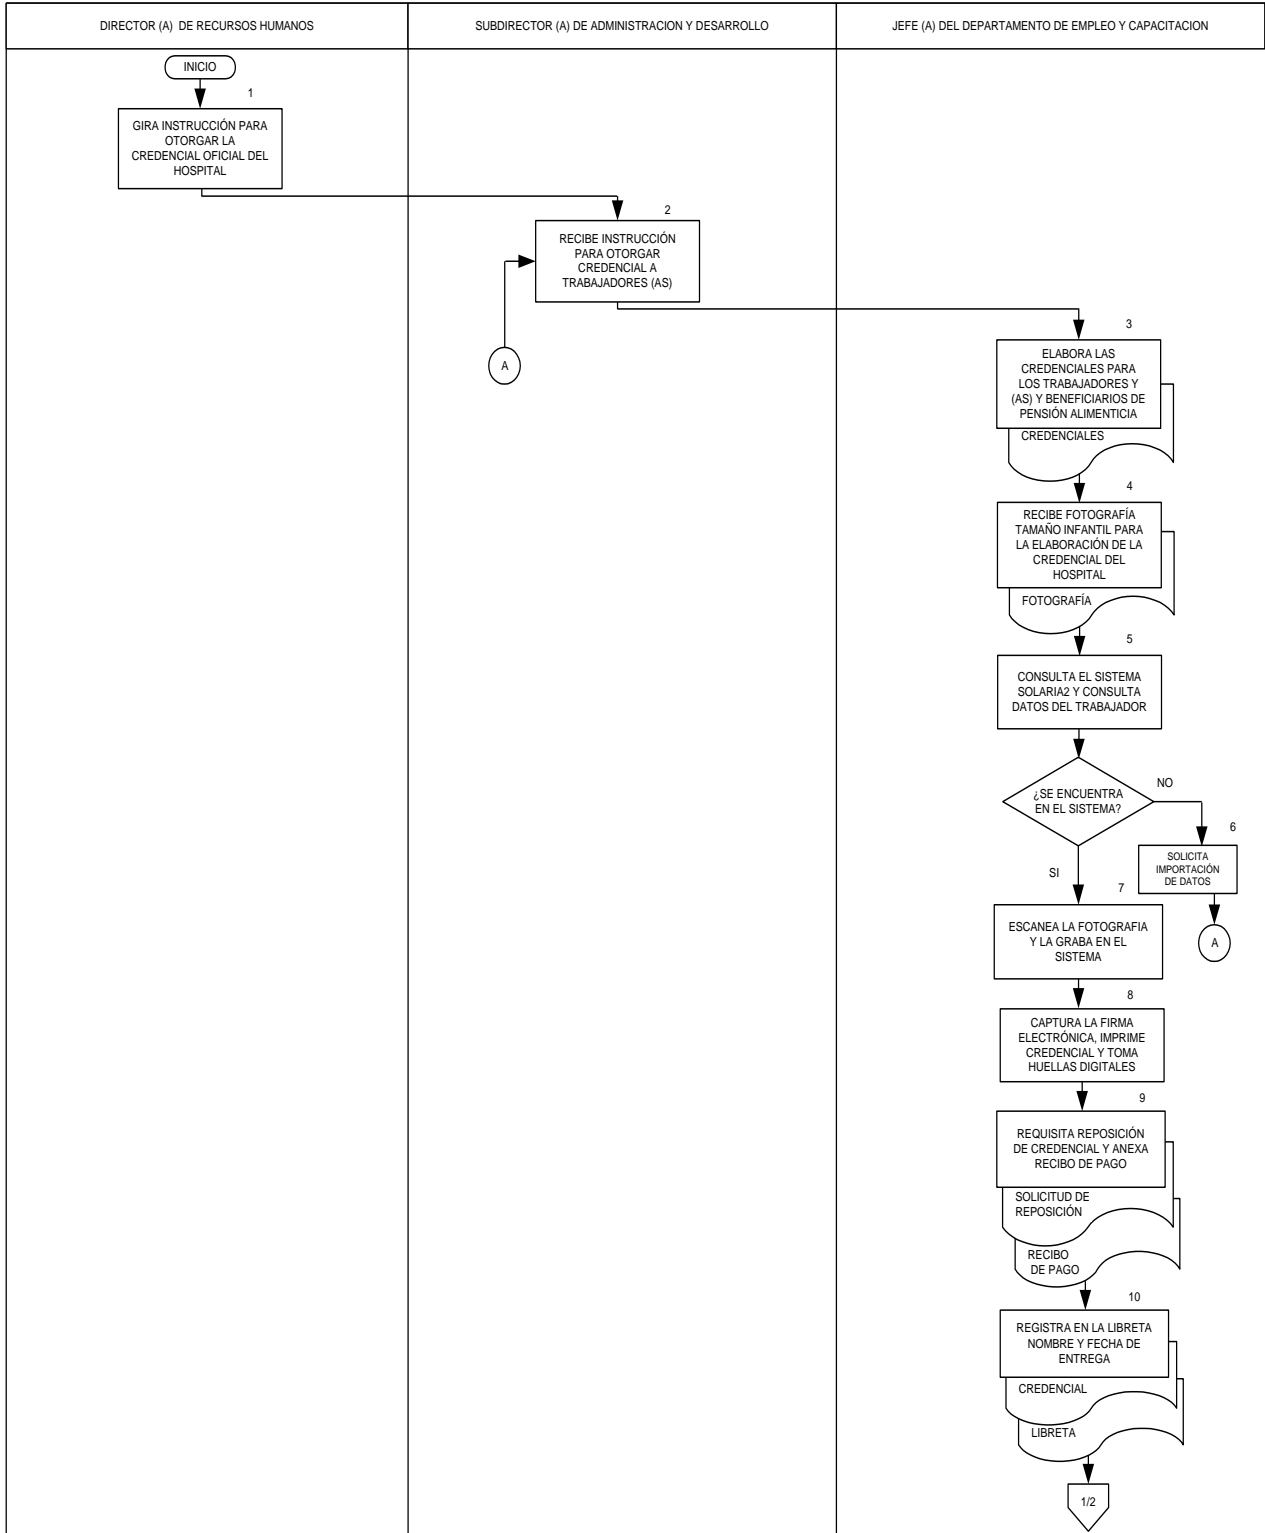 DIRECTOR (A) DE RECURSOS HUMANOS
SUBDIRECTOR (A) DE ADMINISTRACION Y DESARROLLO
JEFE (A) DEL DEPARTAMENTO DE EMPLEO Y CAPACITACION
INICIO
1
GIRA INSTRUCCIÓN PARA
OTORGAR LA
CREDENCIAL OFICIAL DEL
HOSPITAL
2
RECIBE INSTRUCCIÓN
PARA OTORGAR
CREDENCIAL A
TRABAJADORES (AS)
A
3
ELABORA LAS
CREDENCIALES PARA
LOS TRABAJADORES Y
(AS) Y BENEFICIARIOS DE
PENSIÓN ALIMENTICIA
CREDENCIALES
4
RECIBE FOTOGRAFÍA
TAMAÑO INFANTIL PARA
LA ELABORACIÓN DE LA
CREDENCIAL DEL
HOSPITAL
FOTOGRAFÍA
5
CONSULTA EL SISTEMA
SOLARIA2 Y CONSULTA
DATOS DEL TRABAJADOR
¿SE ENCUENTRA
EN EL SISTEMA?
NO
6
SOLICITA
IMPORTACIÓN
DE DATOS
A
SI
7
ESCANEA LA FOTOGRAFIA
Y LA GRABA EN EL
SISTEMA
8
CAPTURA LA FIRMA
ELECTRÓNICA, IMPRIME
CREDENCIAL Y TOMA
HUELLAS DIGITALES
9
REQUISITA REPOSICIÓN
DE CREDENCIAL Y ANEXA
RECIBO DE PAGO
SOLICITUD DE
REPOSICIÓN
RECIBO
DE PAGO
10
REGISTRA EN LA LIBRETA
NOMBRE Y FECHA DE
ENTREGA
CREDENCIAL
LIBRETA
1/2